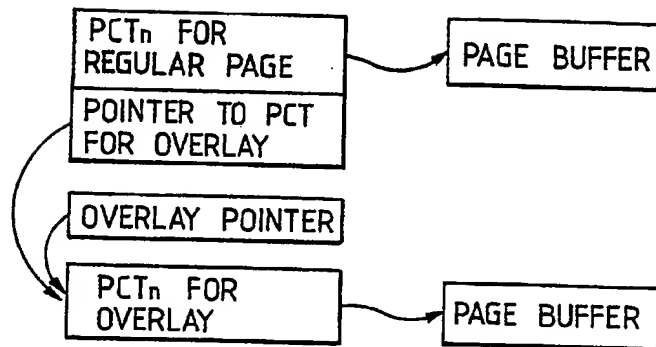 PCTn FOR
REGULAR PAGE
PAGE BUFFER
POINTER TO PCT
FOR OVERLAY
OVERLAY POINTER
PCTn FOR
OVERLAY
PAGE BUFFER